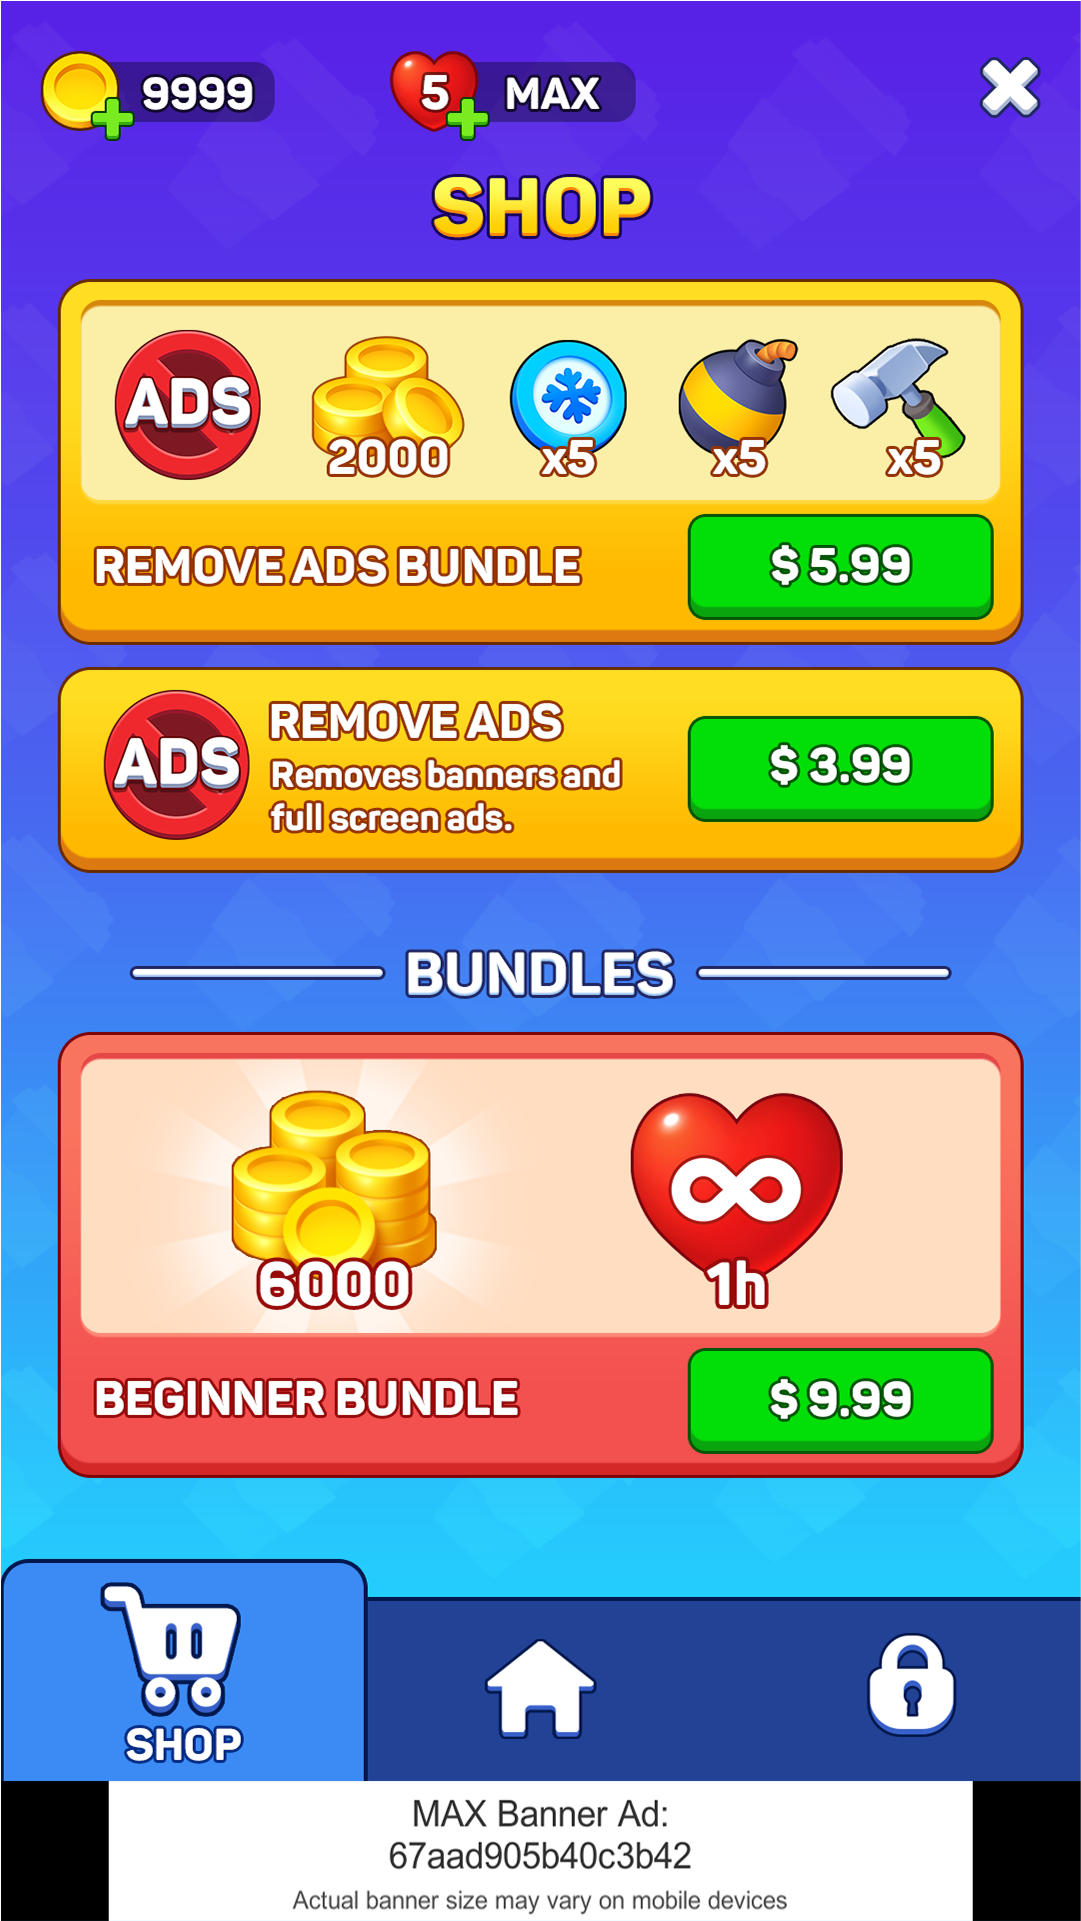 9999
5
MAX
SHOP
ADS
2000
x5
x5
x5
REMOVE ADS BUNDLE
$ 5.99
ADS
REMOVE ADS
Removes banners and
full screen ads.
$ 3.99
BUNDLES
6000
1h
BEGINNER BUNDLE
$ 9.99
SHOP
MAX Banner Ad:
67aad905b40c3b42
Actual banner size may vary on mobile devices